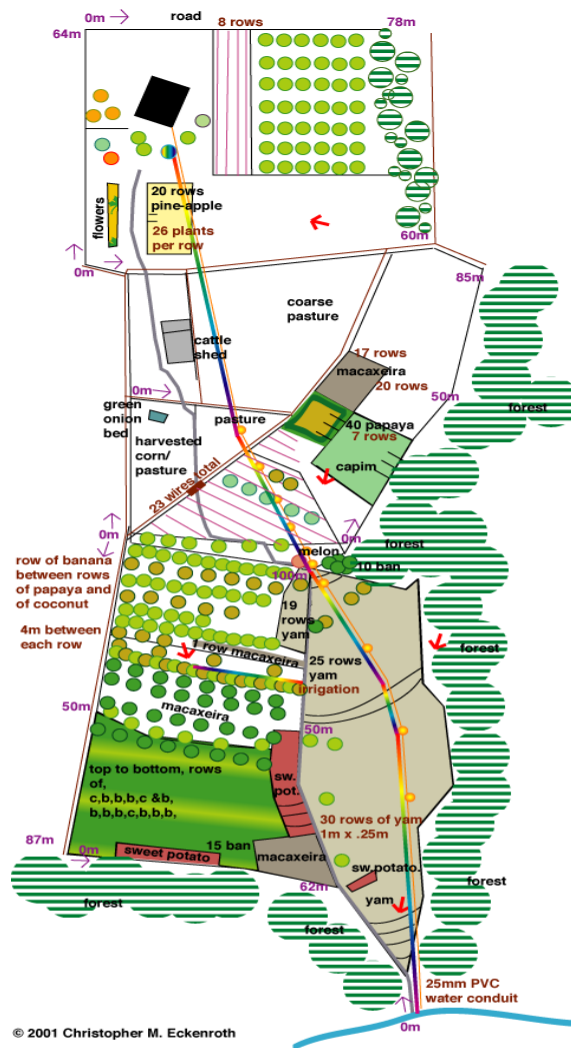 road
0m
64m
8 rows
78m
20 rows
pine-apple
26 plants
per row
flowers
60m
0m
85m
coarse
pasture
cattle
shed
17 rows
macaxeira
20 rows
0m
50m
green
onion
bed
pasture
40 papaya
7 rows
forest
harvested
corn/
pasture
capim
23 wires total
0m
0m
forest
melon
row of banana
between rows
of papaya and
of coconut
100m
10 ban
19
rows
yam
4m between
each row
1 row macaxeira
forest
25 rows
yam
irrigation
macaxeira
50m
50m
top to bottom, rows
of,
c,b,b,b,c &b,
b,b,b,c,b,b,b,
sw.
pot.
30 rows of yam
1m x .25m
87m
0m
sweet potato
15 ban
macaxeira
sw.potato.
62m
yam
forest
forest
forest
25mm PVC
water conduit
0m
© 2001 Christopher M. Eckenroth